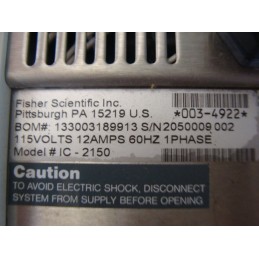 Fisher Scientific Inc.
Pittsburgh PA 15219 U.S. *003-4922*
BOM#: 133003189913 S/N 2050009 002
115VOLTS 12AMPS 60HZ 1PHASE
Model # IC - 2150
Caution
TO AVOID ELECTRIC SHOCK, DISCONNECT
SYSTEM FROM SUPPLY BEFORE OPENING